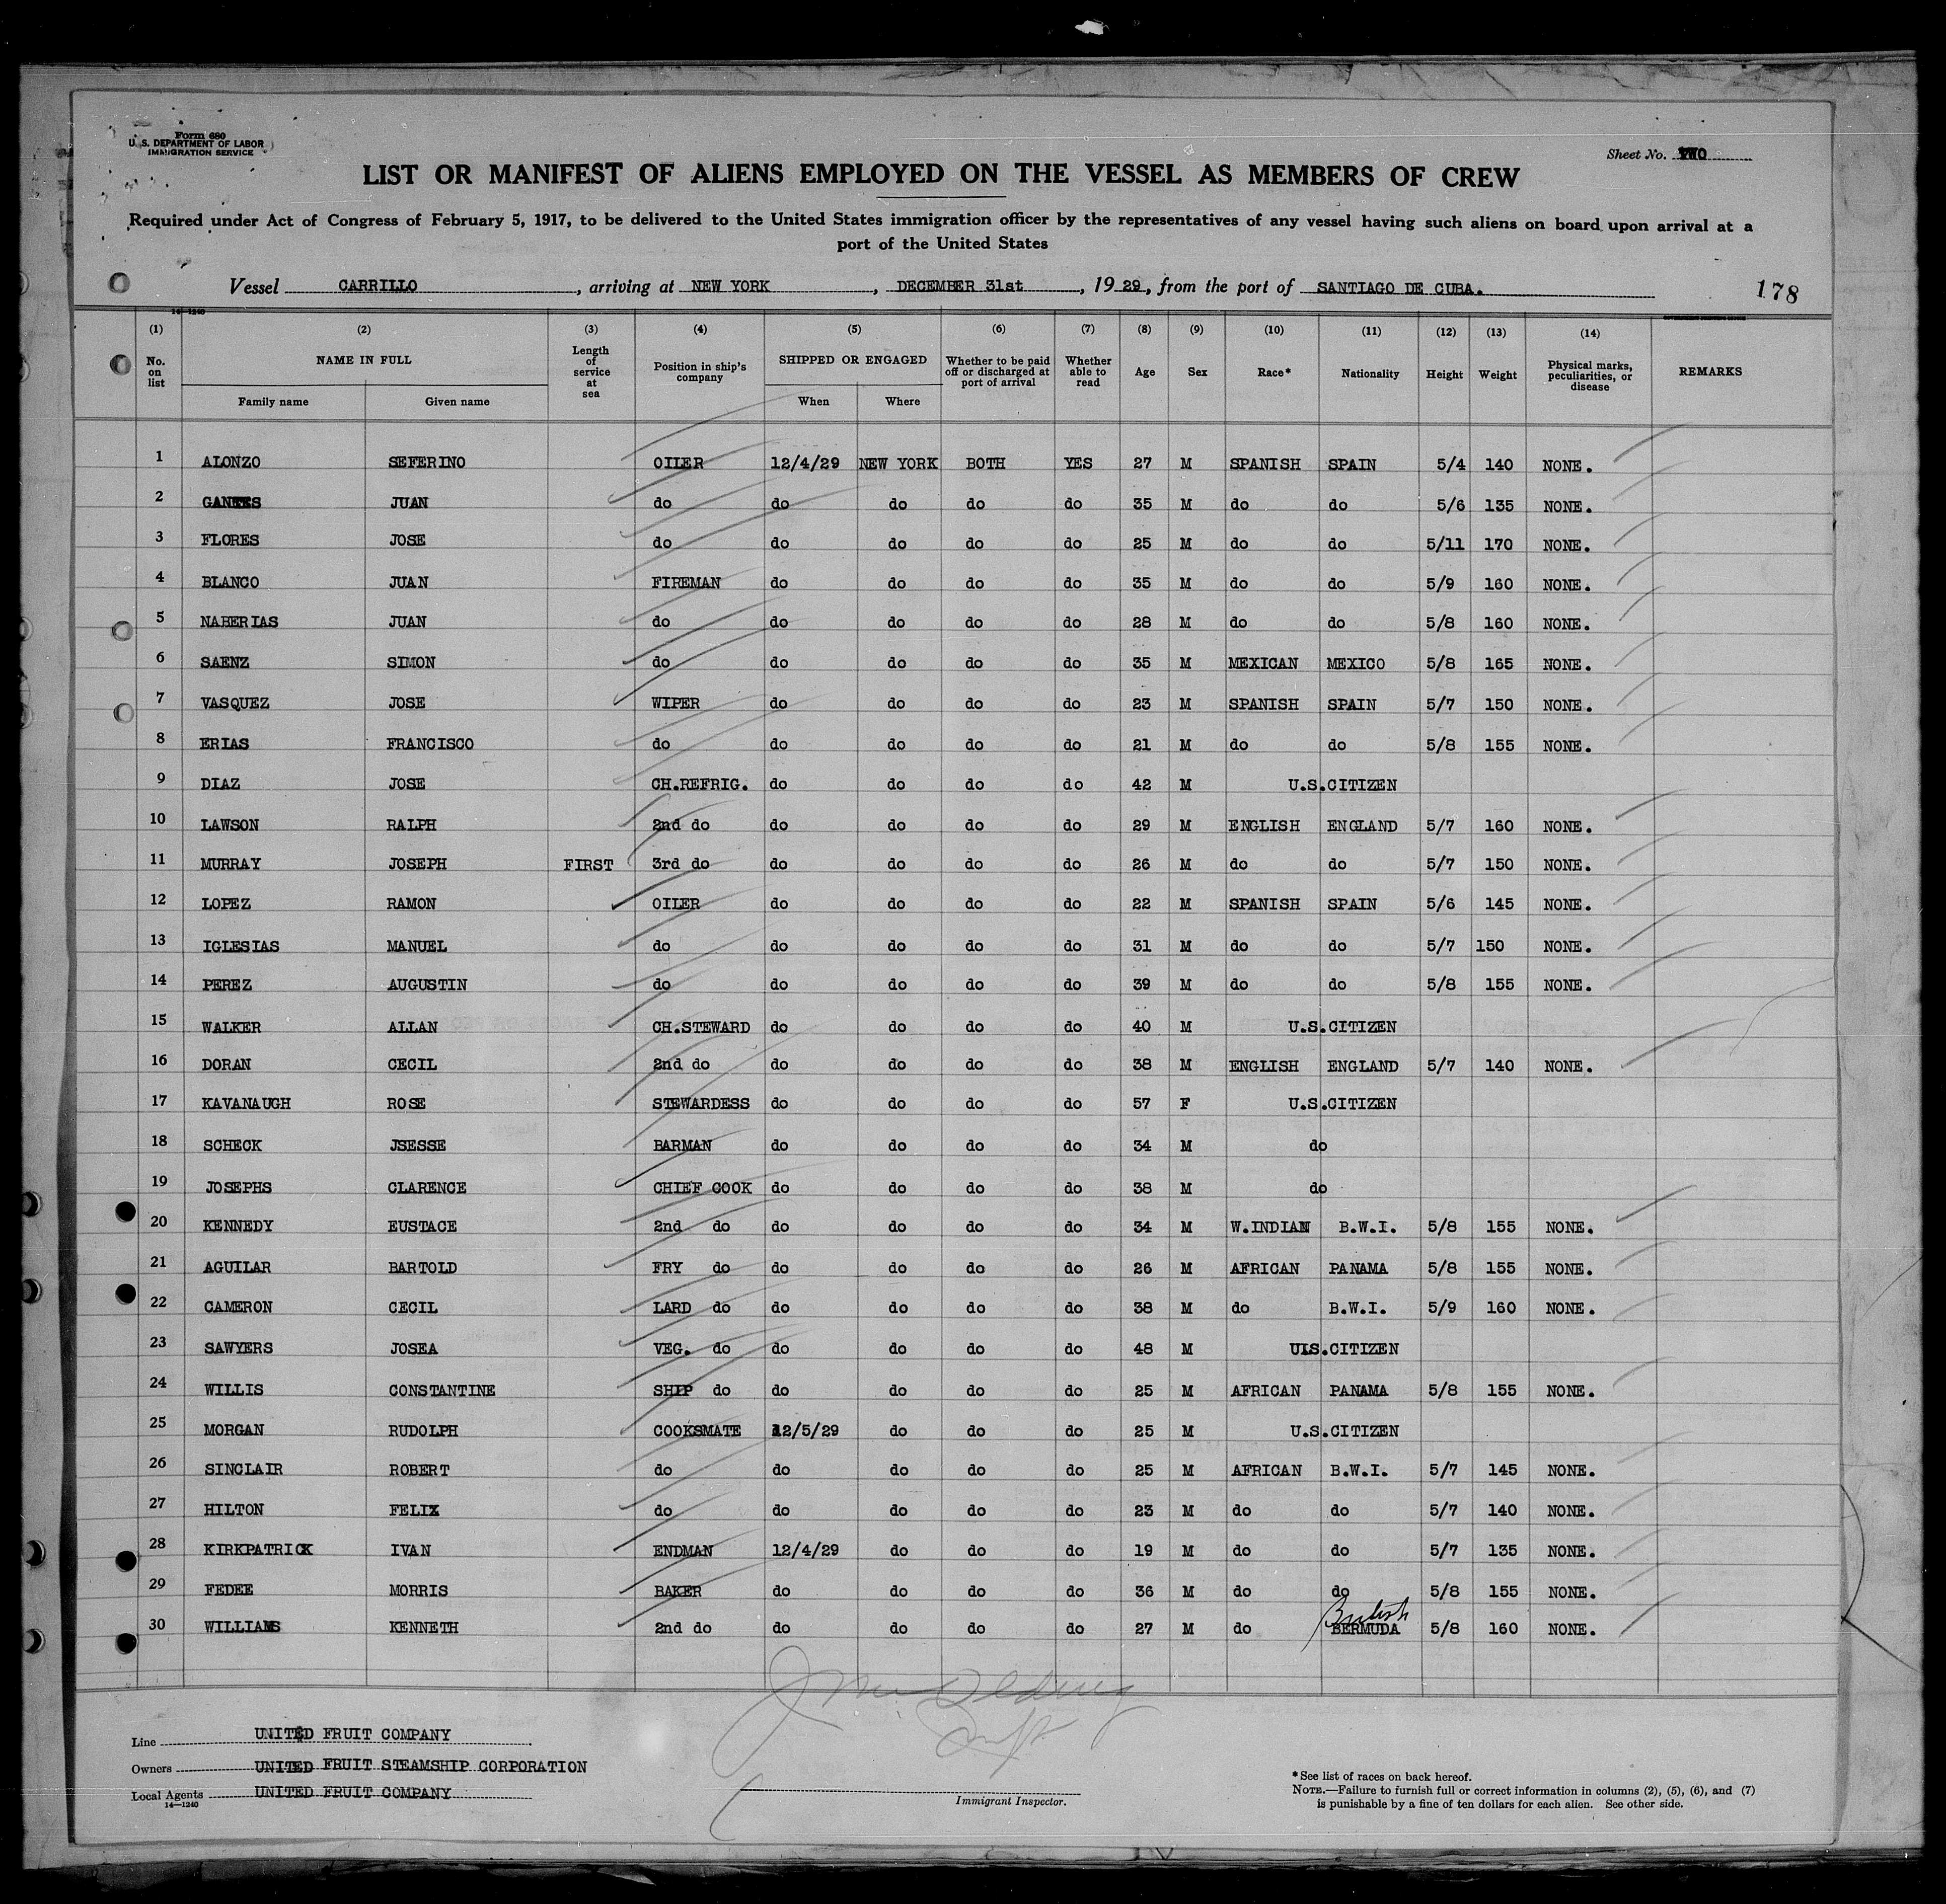 Form 680
U. S. DEPARTMENT OF LABOR
IMMIGRATION SERVICE
Sheet No. TWO
LIST OR MANIFEST OF ALIENS EMPLOYED ON THE VESSEL AS MEMBERS OF CREW
Required under Act of Congress of February 5, 1917, to be delivered to the United States immigration officer by the representatives of any vessel having such aliens on board upon arrival at a
port of the United States
Vessel CARRILLO, arriving at NEW YORK, DECEMBER 31st, 1929, from the port of SANTIAGO DE CUBA.
178
14-1240
(1) (2) (3) (4) (5) (6) (7) (8) (9) (10) (11) (12) (13) (14)
No. on list NAME IN FULL Length of service at sea Position in ship's company SHIPPED OR ENGAGED Whether to be paid off or discharged at port of arrival Whether able to read Age Sex Race* Nationality Height Weight Physical marks, peculiarities, or disease REMARKS
Family name Given name When Where
1 ALONZO SEFERINO OILER 12/4/29 NEW YORK BOTH YES 27 M SPANISH SPAIN 5/4 140 NONE.
2 JUAN do do do do do 35 M do do 5/6 135 NONE.
3 FLORES JOSE do do do do do 25 M do do 5/11 170 NONE.
4 BLANCO JUAN FIREMAN do do do do 35 M do do 5/9 160 NONE.
5 NABERIAS JUAN do do do do do 28 M do do 5/8 160 NONE.
6 SAENZ SIMON do do do do do 35 M MEXICAN MEXICO 5/8 165 NONE.
7 VASQUEZ JOSE WIPER do do do do 23 M SPANISH SPAIN 5/7 150 NONE.
8 ERIAS FRANCISCO do do do do do 21 M do do 5/8 155 NONE.
9 DIAZ JOSE CH.REFRIG. do do do do 42 M U.S.CITIZEN
10 LAWSON RALPH 2nd do do do do do 29 M ENGLISH ENGLAND 5/7 160 NONE.
11 MURRAY JOSEPH FIRST 3rd do do do do do 26 M do do 5/7 150 NONE.
12 LOPEZ RAMON OILER do do do do 22 M SPANISH SPAIN 5/6 145 NONE.
13 IGLESIAS MANUEL do do do do do 31 M do do 5/7 150 NONE.
14 PEREZ AUGUSTIN do do do do do 39 M do do 5/8 155 NONE.
15 WALKER ALLAN CH.STEWARD do do do do 40 M U.S.CITIZEN
16 DORAN CECIL 2nd do do do do do 38 M ENGLISH ENGLAND 5/7 140 NONE.
17 KAVANAUGH ROSE STEWARDESS do do do do 57 F U.S.CITIZEN
18 SCHECK JSESSE BARMAN do do do do 34 M do
19 JOSEPHS CLARENCE CHIEF COOK do do do do 38 M do
20 KENNEDY EUSTACE 2nd do do do do do 34 M W.INDIAN B.W.I. 5/8 155 NONE.
21 AGUILAR BARTOLD FRY do do do do do 26 M AFRICAN PANAMA 5/8 155 NONE.
22 CAMERON CECIL LARD do do do do do 38 M do B.W.I. 5/9 160 NONE.
23 SAWYERS JOSEA VEG. do do do do do 48 M UIS.CITIZEN
24 WILLIS CONSTANTINE SHIP do do do do do 25 M AFRICAN PANAMA 5/8 155 NONE.
25 MORGAN RUDOLPH COOKSMATE 12/5/29 do do do 25 M U.S.CITIZEN
26 SINCLAIR ROBERT do do do do do 25 M AFRICAN B.W.I. 5/7 145 NONE.
27 HILTON FELIX do do do do do 23 M do do 5/7 140 NONE.
28 KIRKPATRICK IVAN ENDMAN 12/4/29 do do do 19 M do do 5/7 135 NONE.
29 FEDEE MORRIS BAKER do do do do 36 M do do 5/8 155 NONE.
British
30 WILLIAMS KENNETH 2nd do do do do do 27 M do BERMUDA 5/8 160 NONE.
Line UNITED FRUIT COMPANY
Owners UNITED FRUIT STEAMSHIP CORPORATION
Local Agents UNITED FRUIT COMPANY
14-1240
Immigrant Inspector.
*See list of races on back hereof.
NOTE.—Failure to furnish full or correct information in columns (2), (5), (6), and (7)
is punishable by a fine of ten dollars for each alien. See other side.